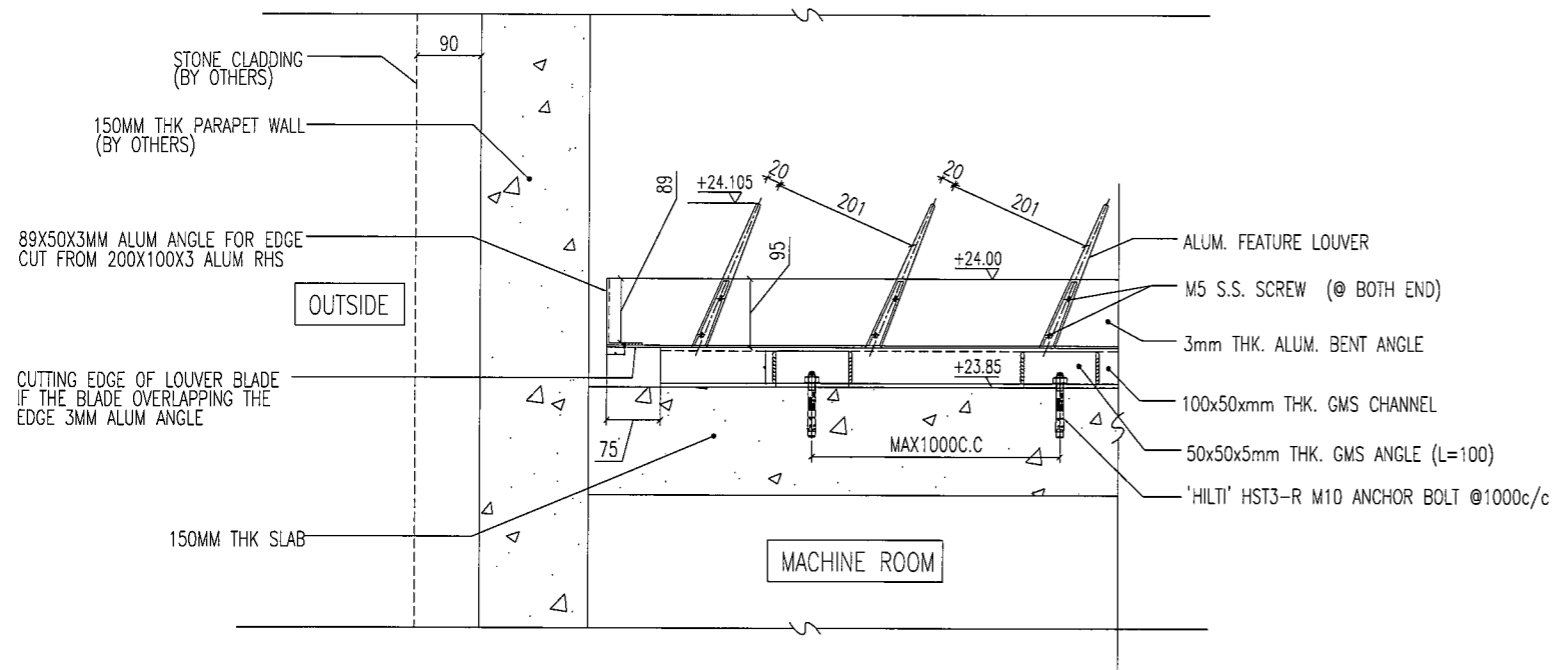 STONE CLADDING
(BY OTHERS)
90
150MM THK PARAPET WALL
(BY OTHERS)
89X50X3MM ALUM ANGLE FOR EDGE
CUT FROM 200X100X3 ALUM RHS
OUTSIDE
CUTTING EDGE OF LOUVER BLADE
IF THE BLADE OVERLAPPING THE
EDGE 3MM ALUM ANGLE
150MM THK SLAB
89
+24.105
20
201
20
201
95
+24.00
+23.85
75
MAX1000C.C
MACHINE ROOM
ALUM. FEATURE LOUVER
M5 S.S. SCREW (@ BOTH END)
3mm THK. ALUM. BENT ANGLE
100x50xmm THK. GMS CHANNEL
50x50x5mm THK. GMS ANGLE (L=100)
'HILTI' HST3-R M10 ANCHOR BOLT @1000c/c